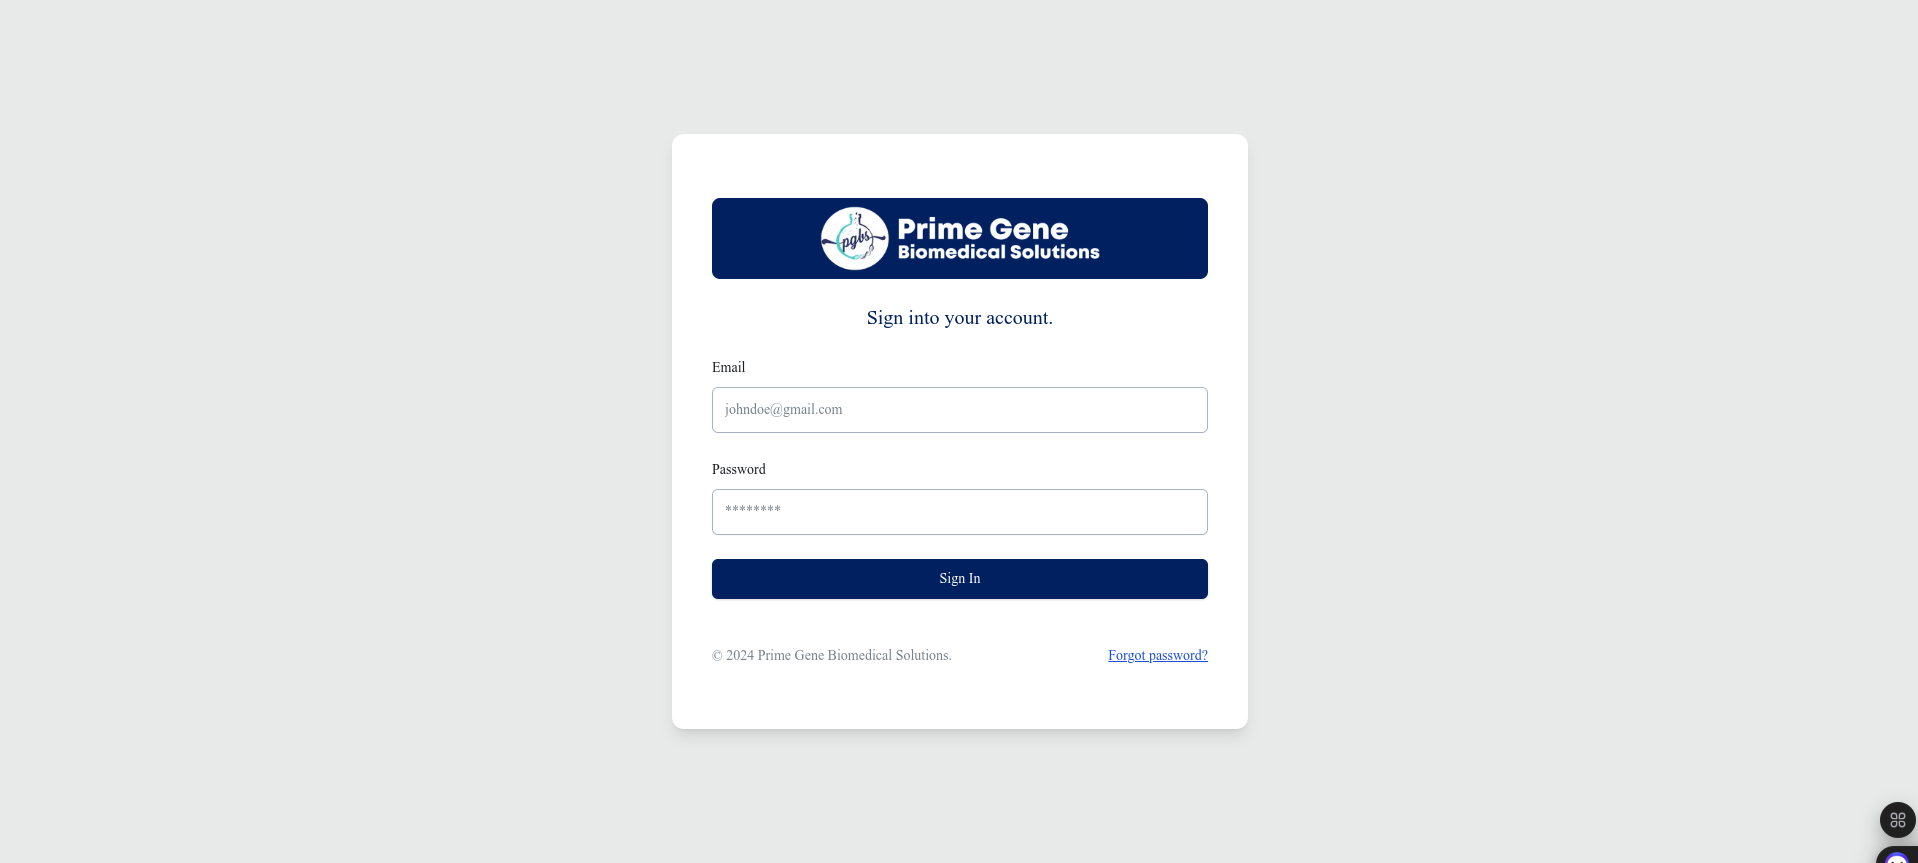 pgbs
Prime Gene
Biomedical Solutions
Sign into your account.
Email
johndoe@gmail.com
Password
********
Sign In
© 2024 Prime Gene Biomedical Solutions.
Forgot password?